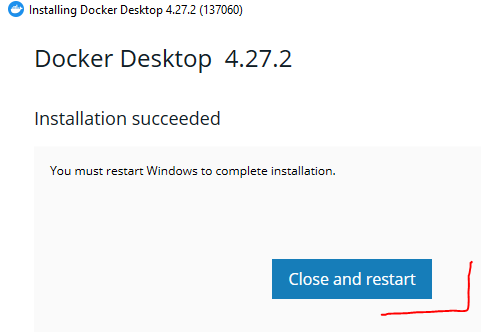 Installing Docker Desktop 4.27.2 (137060)
Docker Desktop 4.27.2
Installation succeeded
You must restart Windows to complete installation.
Close and restart